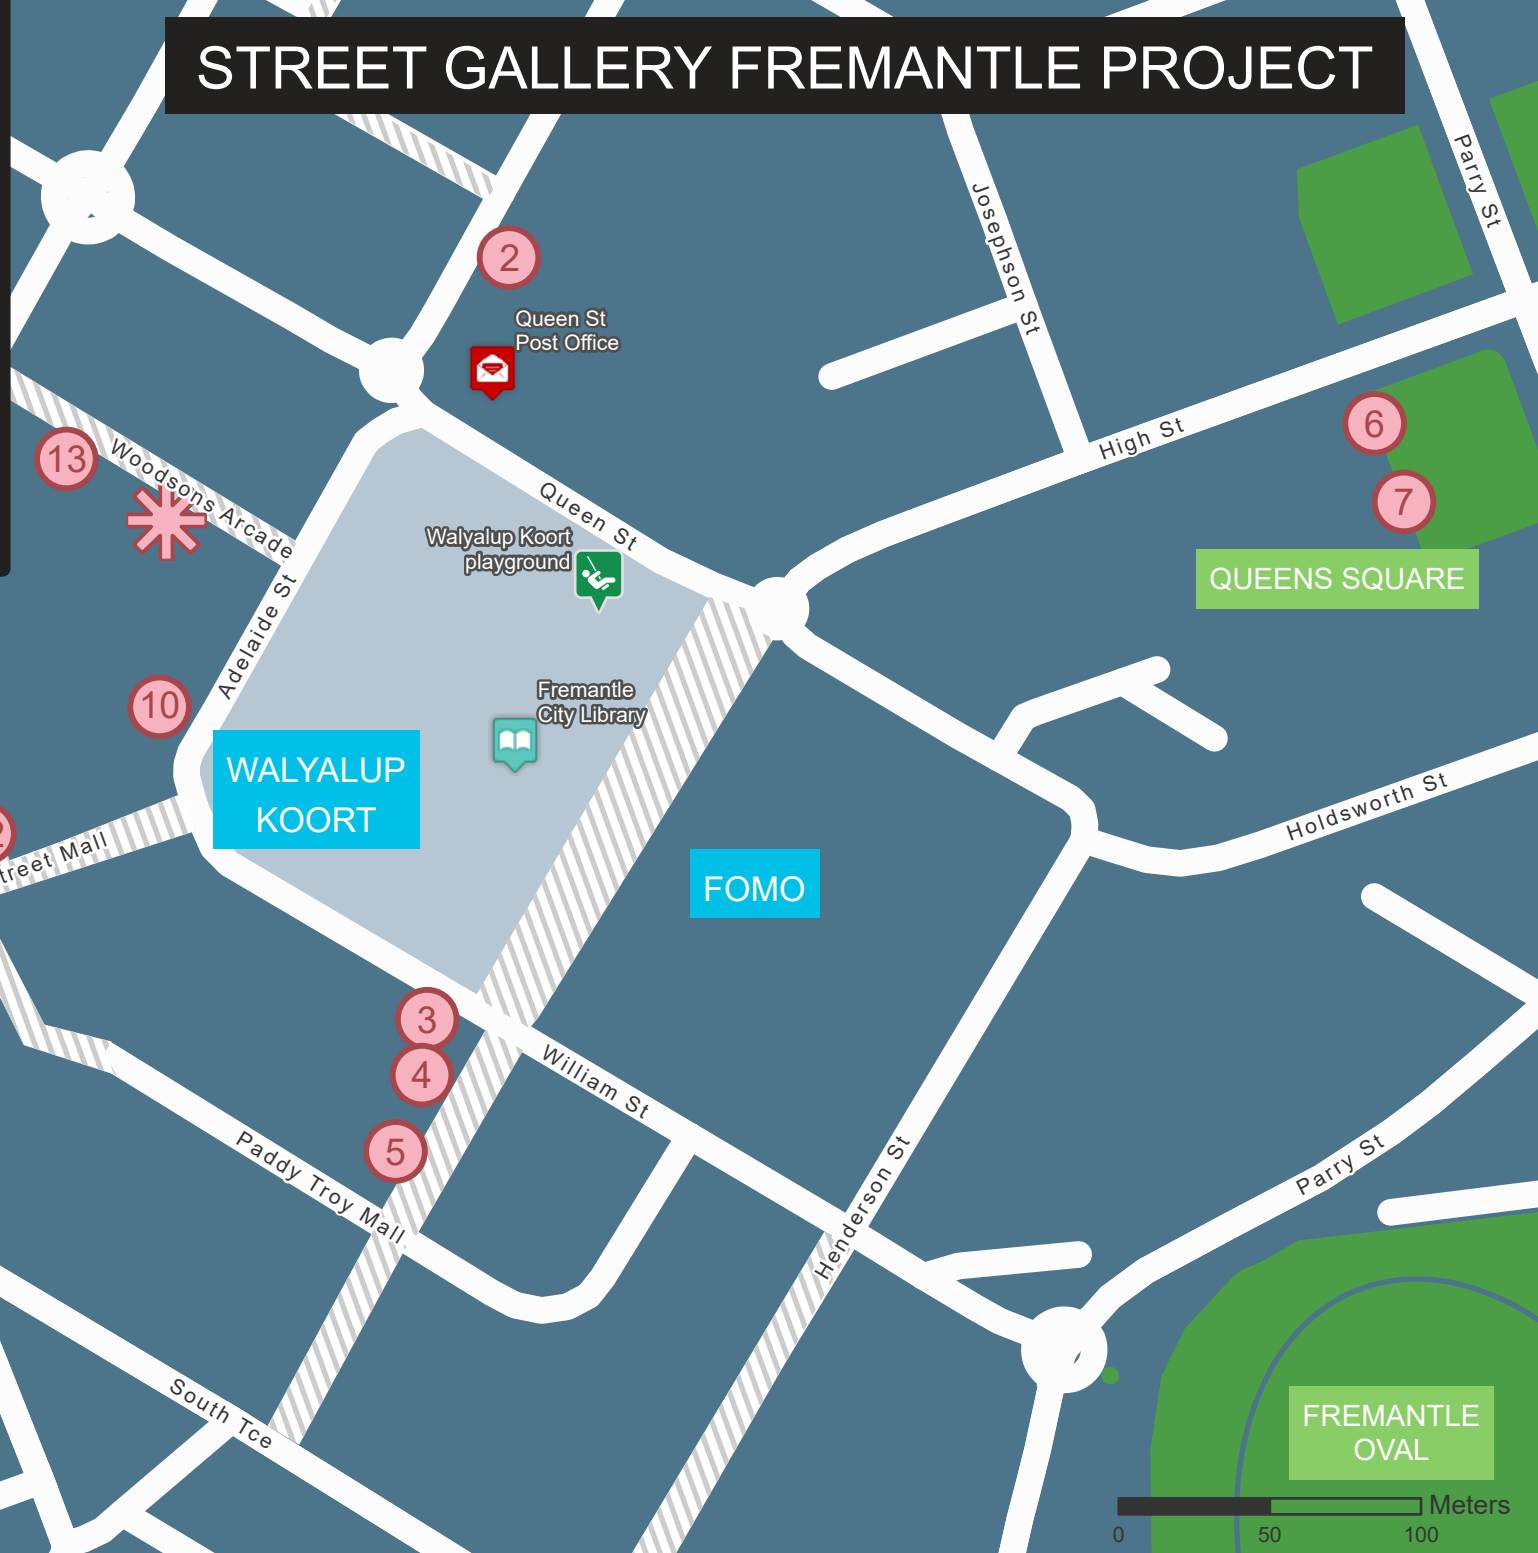 STREET GALLERY FREMANTLE PROJECT
Parry St
Josephson St
2
Queen St
Post Office
6
High St
13
Woodsons Arcade
7
Queen St
Walyalup Koort
playground
QUEENS SQUARE
Adelaide St
10
Fremantle
City Library
WALYALUP
KOORT
Holdsworth St
2
treet Mall
FOMO
3
4
William St
5
Paddy Troy Mall
Henderson St
Parry St
South Tce
FREMANTLE
OVAL
Meters
0 50 100